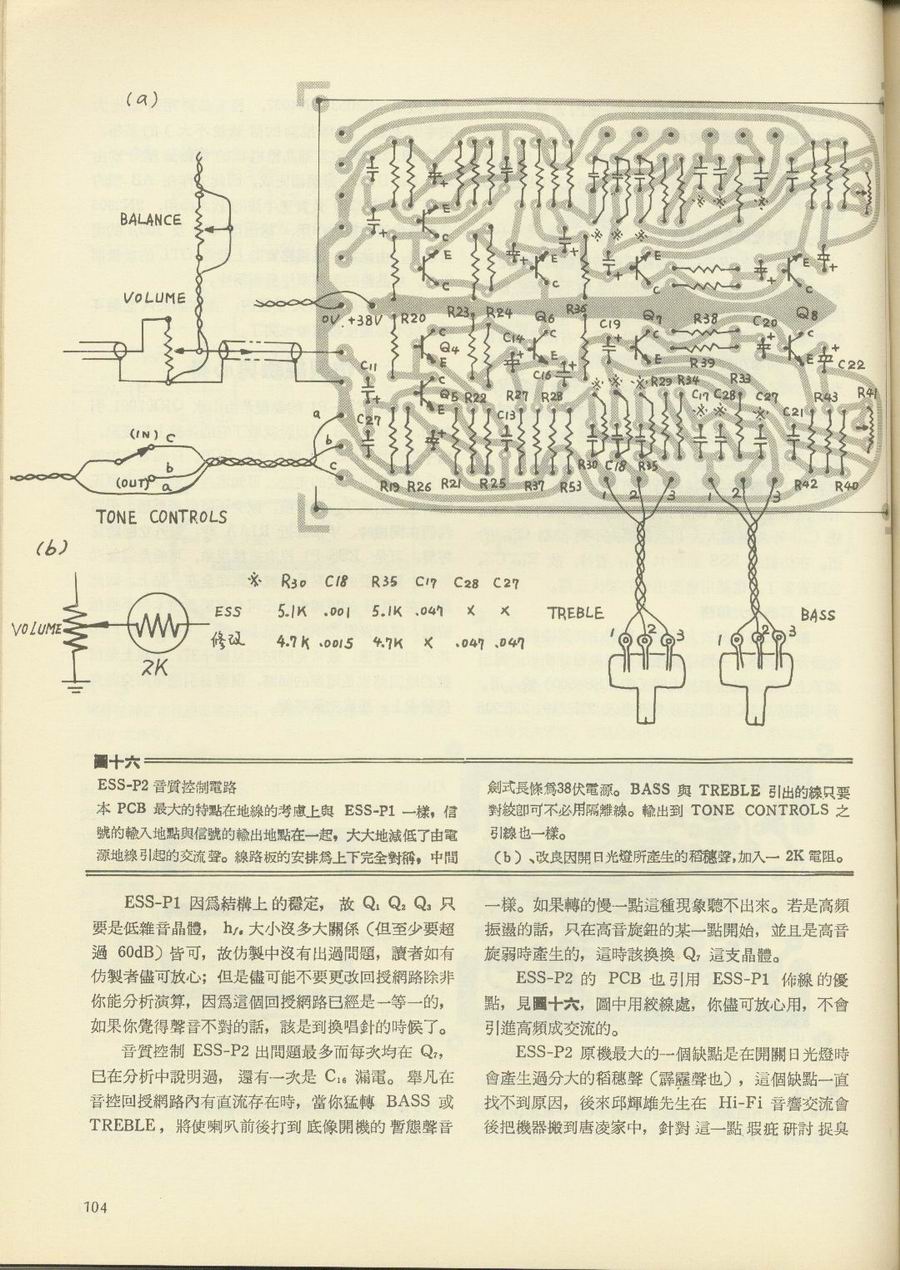 (a)
BALANCE
VOLUME
0V.+38V R20 R23 R24 Q6 R36 Q7 R38 C20 Q8
C14 C19
Q4 R39
C11 C16 C22
※ ※ ※ R29 R34 R33
a C27 Q5 R22 C13 R27 R28 C17 C28 C27 C21 R43 R41
(IN) c
b
(OUT) b
a
c
R30 C18 R35
R19 R26 R21 R25 R37 R53 1 2 3 1 2 3 R42 R40
TONE CONTROLS
(b)
※ R30 C18 R35 C17 C28 C27
ESS 5.1K .001 5.1K .047 × ×
修改 4.7K .0015 4.7K × .047 .047
VOLUME
2K
TREBLE BASS
1 2 3 1 2 3
圖十六
ESS-P2 音質控制電路
本 PCB 最大的特點在地線的考慮上與 ESS-P1 一樣，信
號的輸入地點與信號的輸出地點在一起，大大地減低了由電
源地線引起的交流聲。線路板的安排爲上下完全對稱，中間
劍式長條爲38伏電源。BASS 與 TREBLE 引出的線只要
對絞卽可不必用隔離線。輸出到 TONE CONTROLS 之
引線也一樣。
（b）、改良因開日光燈所產生的稻穗聲，加入一 2K 電阻。
ESS-P1 因爲結構上的穩定，故 Q₁ Q₂ Q₃ 只
要是低雜音晶體，hfe 大小沒多大關係（但至少要超
過 60dB）皆可，故仿製中沒有出過問題，讀者如有
仿製者儘可放心；但是儘可能不要更改回授網路除非
你能分析演算，因爲這個回授網路已經是一等一的，
如果你覺得聲音不對的話，該是到換唱針的時候了。
音質控制 ESS-P2 出問題最多而每次均在 Q₇，
已在分析中說明過，還有一次是 C₁₆ 漏電。舉凡在
音控回授網路內有直流存在時，當你猛轉 BASS 或
TREBLE，將使喇叭前後打到底像開機的暫態聲音
一樣。如果轉的慢一點這種現象聽不出來。若是高頻
振盪的話，只在高音旋鈕的某一點開始，並且是高音
旋弱時產生的，這時該換換 Q₇ 這支晶體。
ESS-P2 的 PCB 也引用 ESS-P1 佈線的優
點，見圖十六，圖中用絞線處，你儘可放心用，不會
引進高頻成交流的。
ESS-P2 原機最大的一個缺點是在開關日光燈時
會產生過分大的稻穗聲（霹靂聲也），這個缺點一直
找不到原因，後來邱輝雄先生在 Hi-Fi 音響交流會
後把機器搬到唐凌家中，針對這一點瑕疵研討捉臭
104